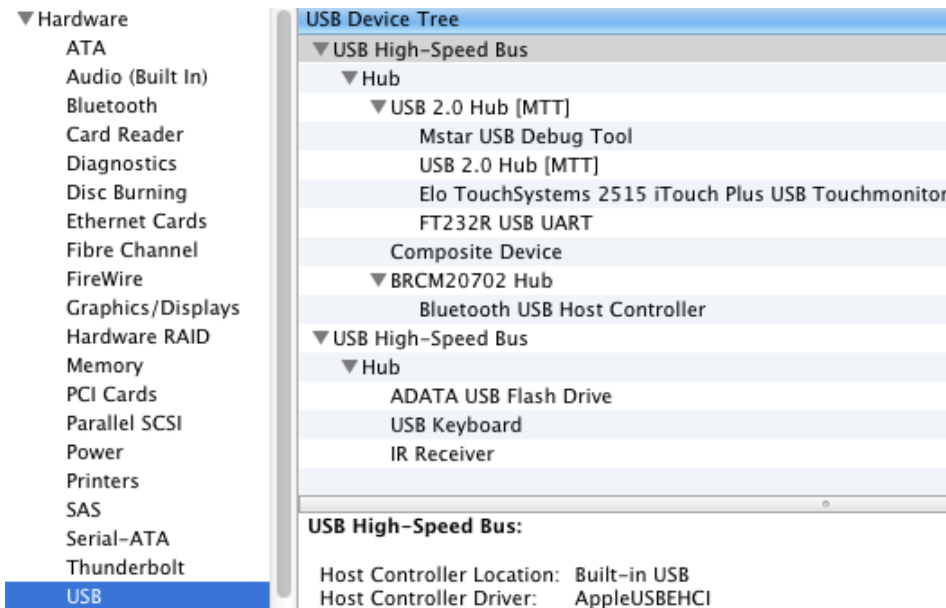 Hardware
ATA
Audio (Built In)
Bluetooth
Card Reader
Diagnostics
Disc Burning
Ethernet Cards
Fibre Channel
FireWire
Graphics/Displays
Hardware RAID
Memory
PCI Cards
Parallel SCSI
Power
Printers
SAS
Serial-ATA
Thunderbolt
USB
USB Device Tree
USB High-Speed Bus
Hub
USB 2.0 Hub [MTT]
Mstar USB Debug Tool
USB 2.0 Hub [MTT]
Elo TouchSystems 2515 iTouch Plus USB Touchmonitor
FT232R USB UART
Composite Device
BRCM20702 Hub
Bluetooth USB Host Controller
USB High-Speed Bus
Hub
ADATA USB Flash Drive
USB Keyboard
IR Receiver
USB High-Speed Bus:
Host Controller Location: Built-in USB
Host Controller Driver: AppleUSBEHCI